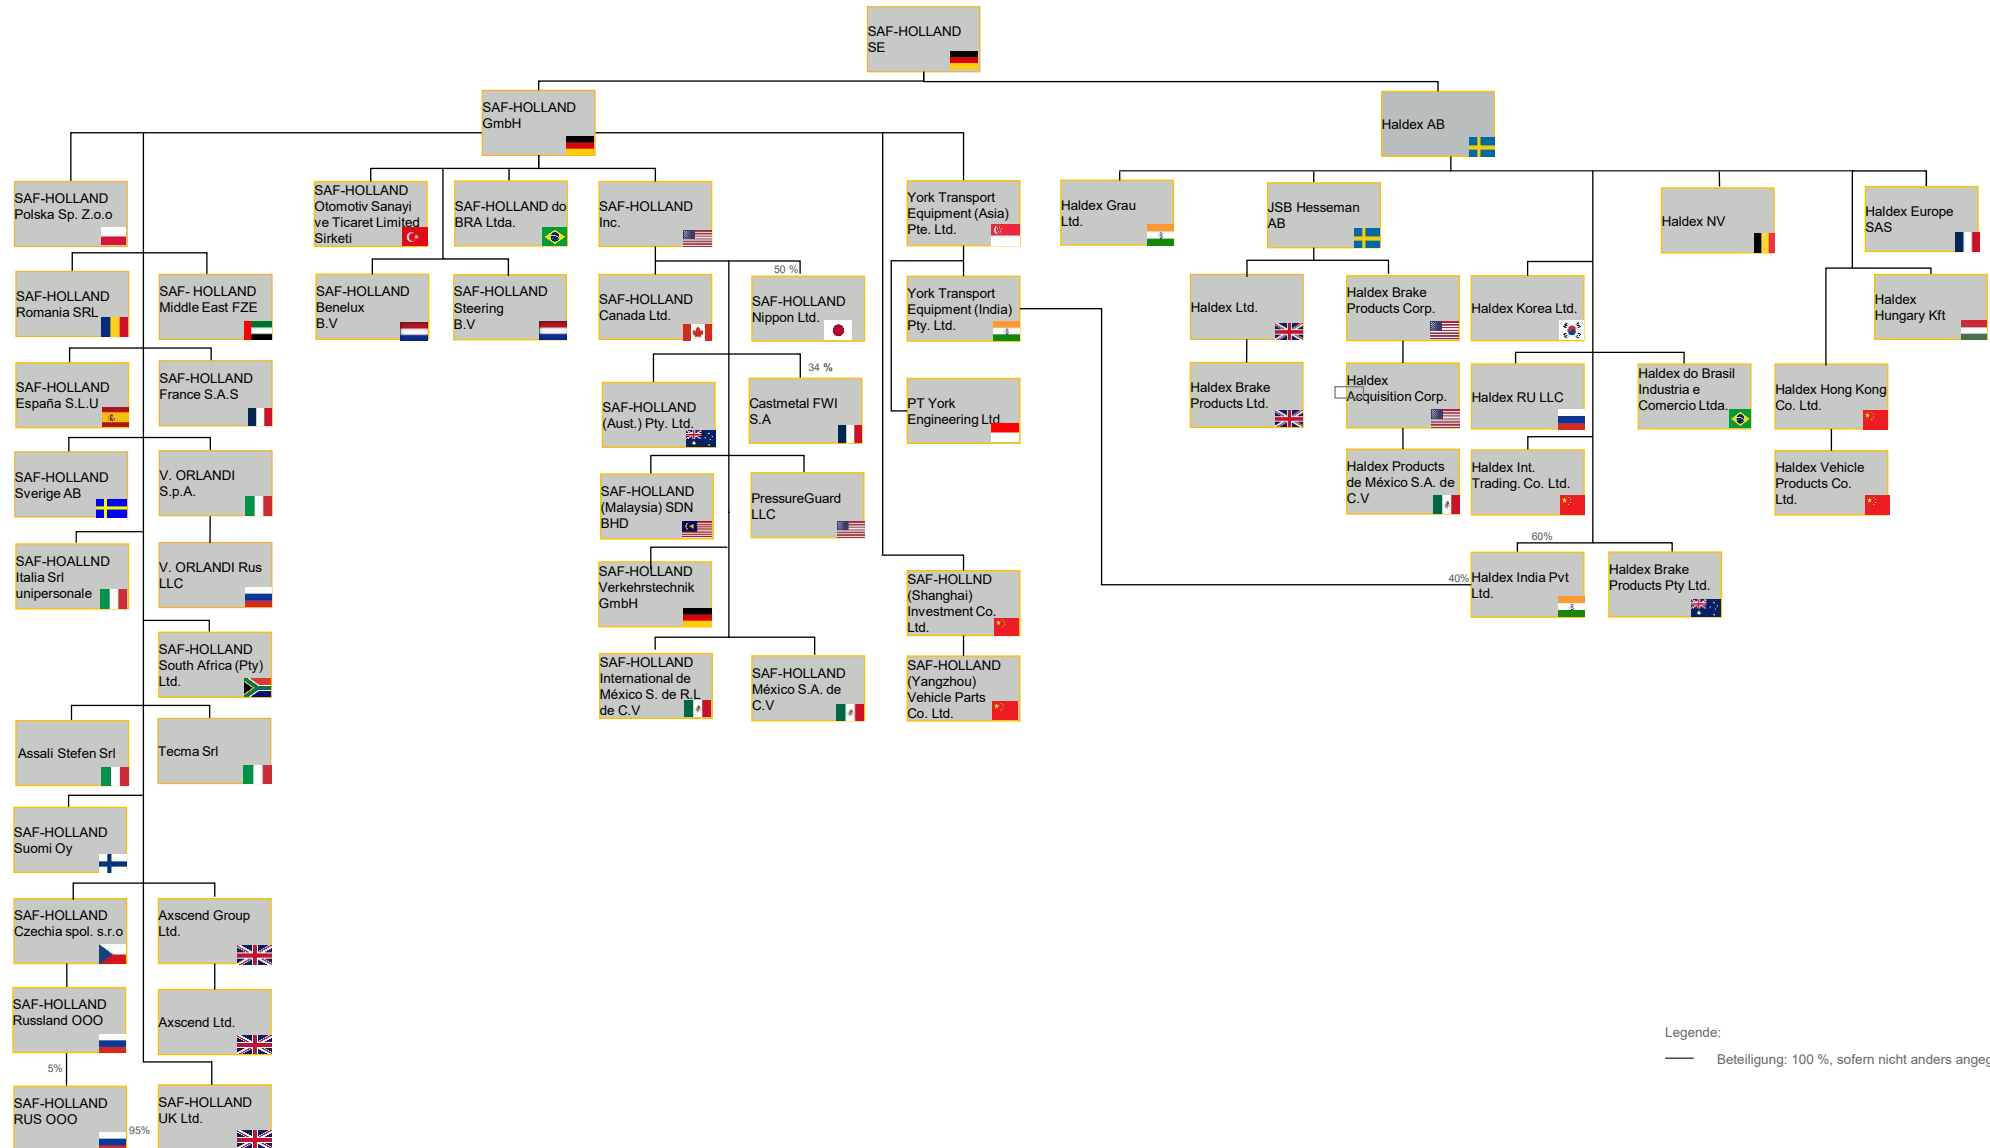 SAF-HOLLAND
SE
SAF-HOLLAND
GmbH
Haldex AB
SAF-HOLLAND
Polska Sp. Z.o.o
SAF-HOLLAND
Otomotiv Sanayi
ve Ticaret Limited
Sirketi
SAF-HOLLAND do
BRA Ltda.
SAF-HOLLAND
Inc.
York Transport
Equipment (Asia)
Pte. Ltd.
Haldex Grau
Ltd.
JSB Hesseman
AB
Haldex NV
Haldex Europe
SAS
SAF-HOLLAND
Romania SRL
SAF- HOLLAND
Middle East FZE
SAF-HOLLAND
Benelux
B.V
SAF-HOLLAND
Steering
B.V
SAF-HOLLAND
Canada Ltd.
50 %
SAF-HOLLAND
Nippon Ltd.
York Transport
Equipment (India)
Pty. Ltd.
Haldex Ltd.
Haldex Brake
Products Corp.
Haldex Korea Ltd.
Haldex
Hungary Kft
SAF-HOLLAND
España S.L.U
SAF-HOLLAND
France S.A.S
SAF-HOLLAND
(Aust.) Pty. Ltd.
34 %
Castmetal FWI
S.A
PT York
Engineering Ltd.
Haldex Brake
Products Ltd.
Haldex
Acquisition Corp.
Haldex RU LLC
Haldex do Brasil
Industria e
Comercio Ltda.
Haldex Hong Kong
Co. Ltd.
SAF-HOLLAND
Sverige AB
V. ORLANDI
S.p.A.
SAF-HOLLAND
(Malaysia) SDN
BHD
PressureGuard
LLC
Haldex Products
de México S.A. de
C.V
Haldex Int.
Trading. Co. Ltd.
Haldex Vehicle
Products Co.
Ltd.
SAF-HOALLND
Italia Srl
unipersonale
V. ORLANDI Rus
LLC
SAF-HOLLAND
Verkehrstechnik
GmbH
SAF-HOLLND
(Shanghai)
Investment Co.
Ltd.
60%
40%
Haldex India Pvt
Ltd.
Haldex Brake
Products Pty Ltd.
SAF-HOLLAND
South Africa (Pty)
Ltd.
SAF-HOLLAND
International de
México S. de R.L
de C.V
SAF-HOLLAND
México S.A. de
C.V
SAF-HOLLAND
(Yangzhou)
Vehicle Parts
Co. Ltd.
Assali Stefen Srl
Tecma Srl
SAF-HOLLAND
Suomi Oy
SAF-HOLLAND
Czechia spol. s.r.o
Axscend Group
Ltd.
SAF-HOLLAND
Russland OOO
Axscend Ltd.
5%
SAF-HOLLAND
RUS OOO
95%
SAF-HOLLAND
UK Ltd.
Legende:
Beteiligung: 100 %, sofern nicht anders angeg